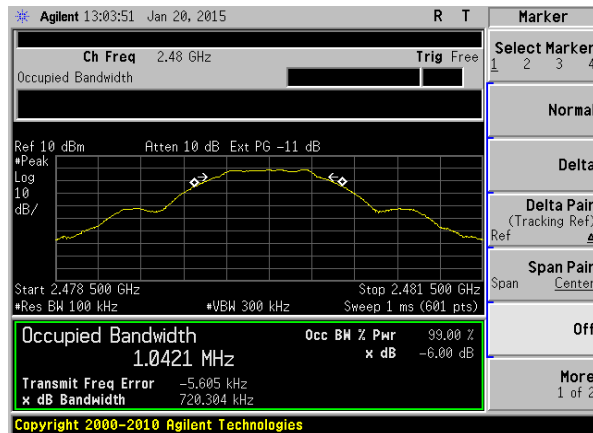 Agilent 13:03:51 Jan 20, 2015 R T
Marker
Ch Freq 2.48 GHz Trig Free
Occupied Bandwidth
Select Marker
1 2 3 4
Normal
Ref 10 dBm Atten 10 dB Ext PG -11 dB
#Peak
Log
10
dB/
Delta
Delta Pair
(Tracking Ref)
Ref
Span Pair
Span Center
Start 2.478 500 GHz Stop 2.481 500 GHz
#Res BW 100 kHz #VBW 300 kHz Sweep 1 ms (601 pts)
Off
Occupied Bandwidth Occ BW % Pwr 99.00 %
1.0421 MHz x dB -6.00 dB
Transmit Freq Error -5.605 kHz
x dB Bandwidth 720.304 kHz
More
1 of 2
Copyright 2000-2010 Agilent Technologies